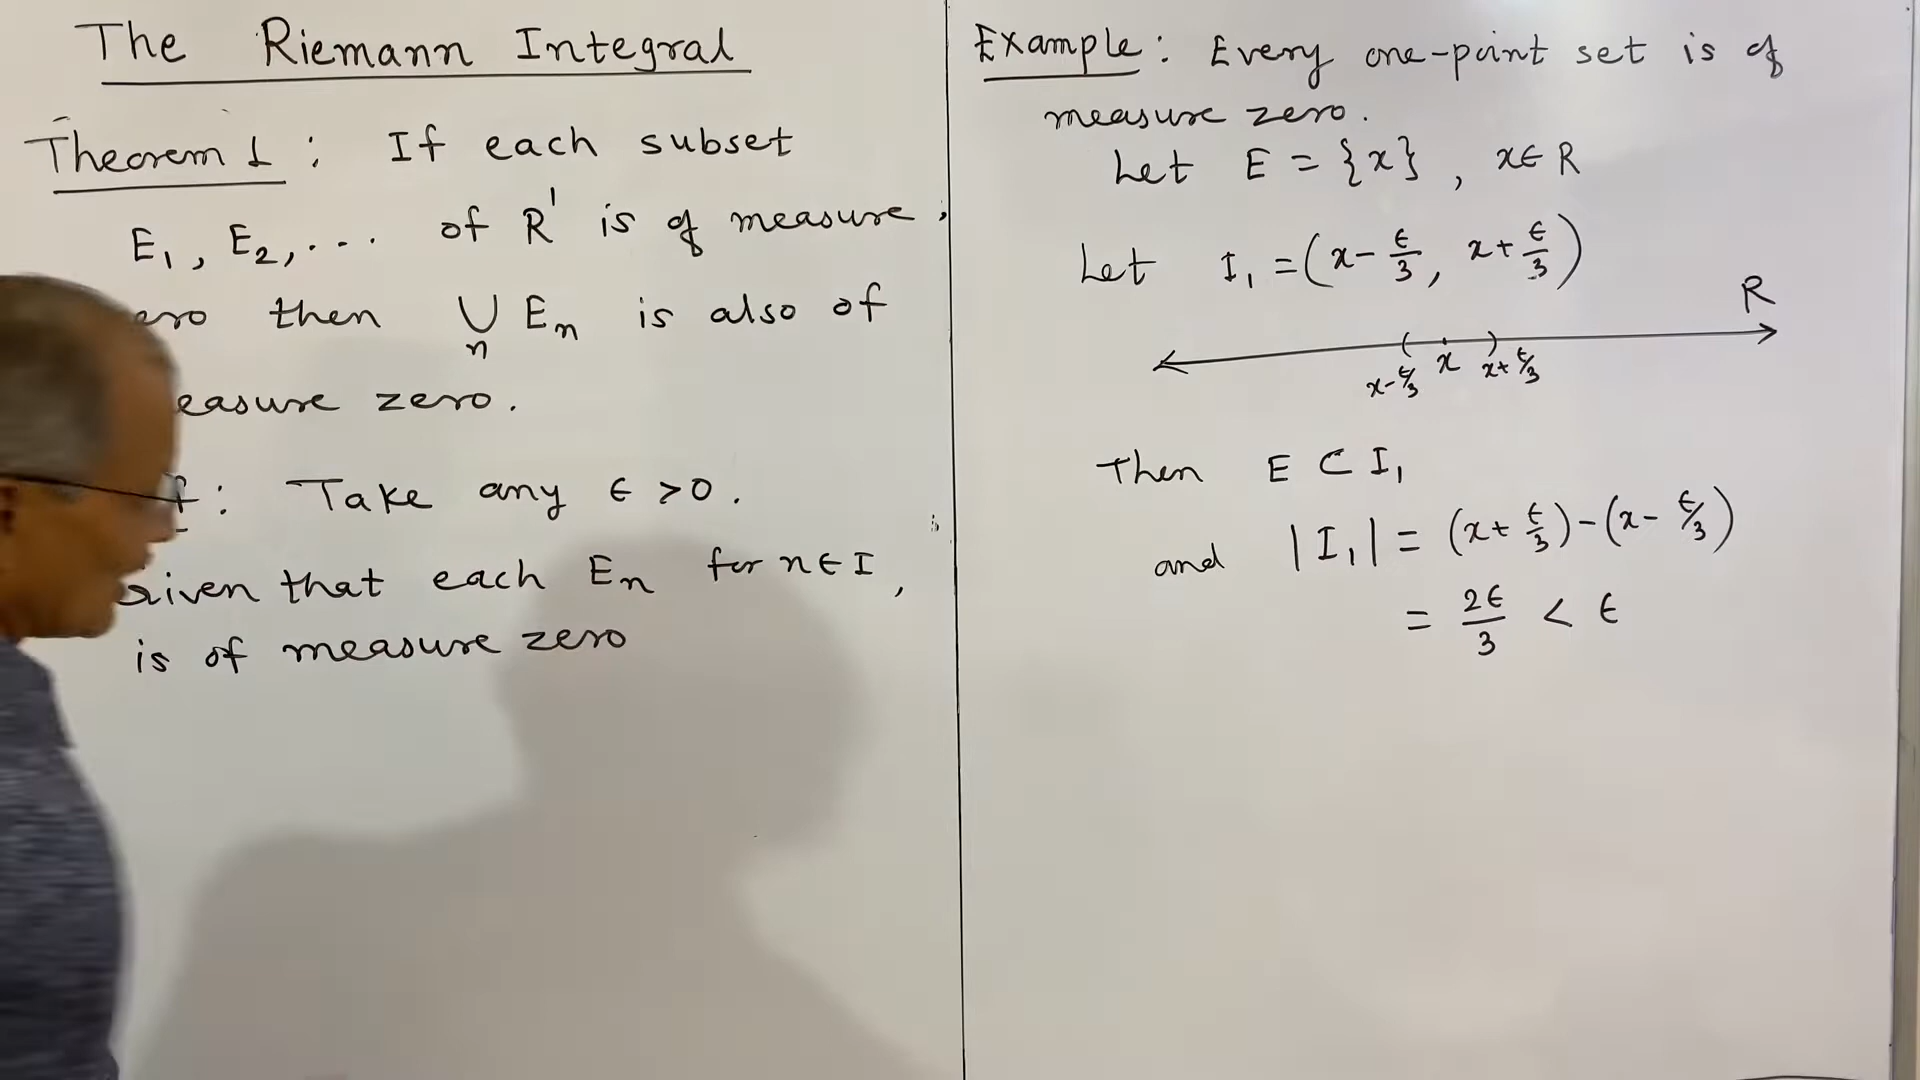 The Riemann Integral
Theorem 1 : If each subset
E₁, E₂, ... of R' is of measure
ero then ⋃ Eₙ is also of
n
easure zero.
f : Take any ϵ > 0.
Given that each Eₙ for n ∈ I,
is of measure zero
Example : Every one-point set is of
measure zero.
Let E = {x}, x ∈ R
Let I₁ = (x - ϵ/3, x + ϵ/3)
R
x-ϵ/3 x x+ϵ/3
Then E ⊂ I₁
and |I₁| = (x + ϵ/3) - (x - ϵ/3)
= 2ϵ/3 < ϵ